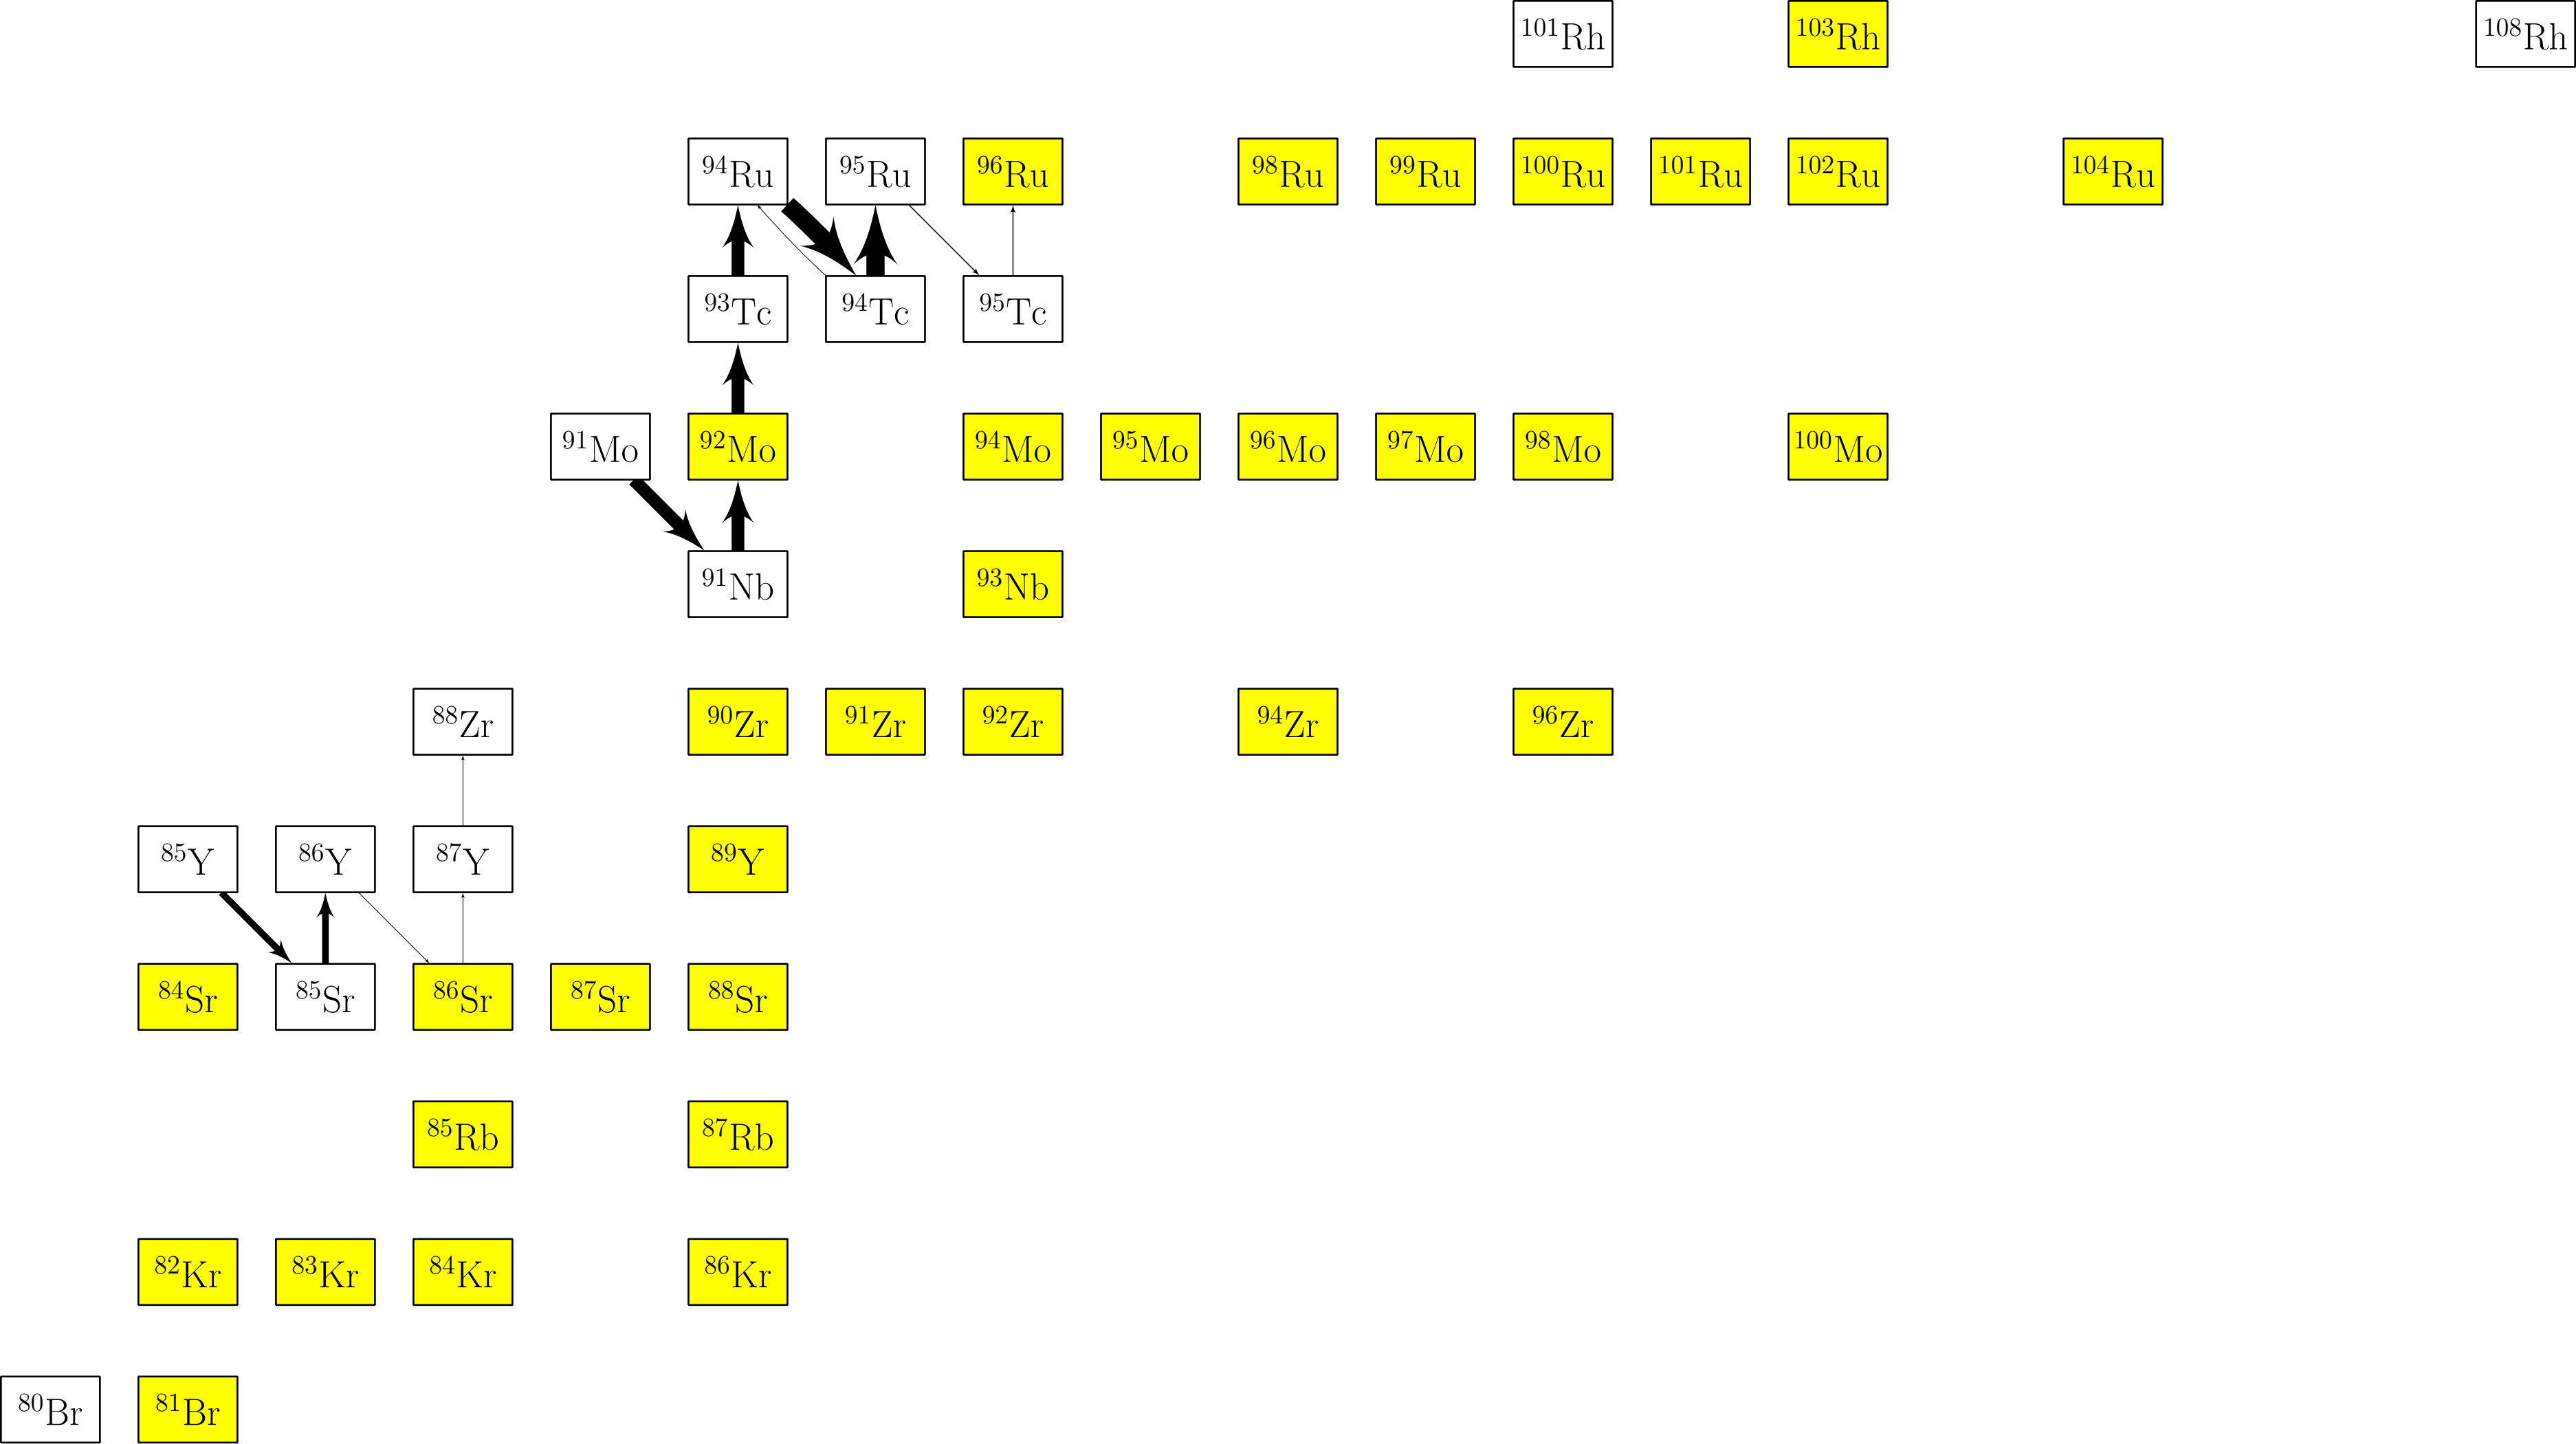 ¹⁰¹Rh ¹⁰³Rh ¹⁰⁸Rh
⁹⁴Ru ⁹⁵Ru ⁹⁶Ru ⁹⁸Ru ⁹⁹Ru ¹⁰⁰Ru ¹⁰¹Ru ¹⁰²Ru ¹⁰⁴Ru
⁹³Tc ⁹⁴Tc ⁹⁵Tc
⁹¹Mo ⁹²Mo ⁹⁴Mo ⁹⁵Mo ⁹⁶Mo ⁹⁷Mo ⁹⁸Mo ¹⁰⁰Mo
⁹¹Nb ⁹³Nb
⁸⁸Zr ⁹⁰Zr ⁹¹Zr ⁹²Zr ⁹⁴Zr ⁹⁶Zr
⁸⁵Y ⁸⁶Y ⁸⁷Y ⁸⁹Y
⁸⁴Sr ⁸⁵Sr ⁸⁶Sr ⁸⁷Sr ⁸⁸Sr
⁸⁵Rb ⁸⁷Rb
⁸²Kr ⁸³Kr ⁸⁴Kr ⁸⁶Kr
⁸⁰Br ⁸¹Br